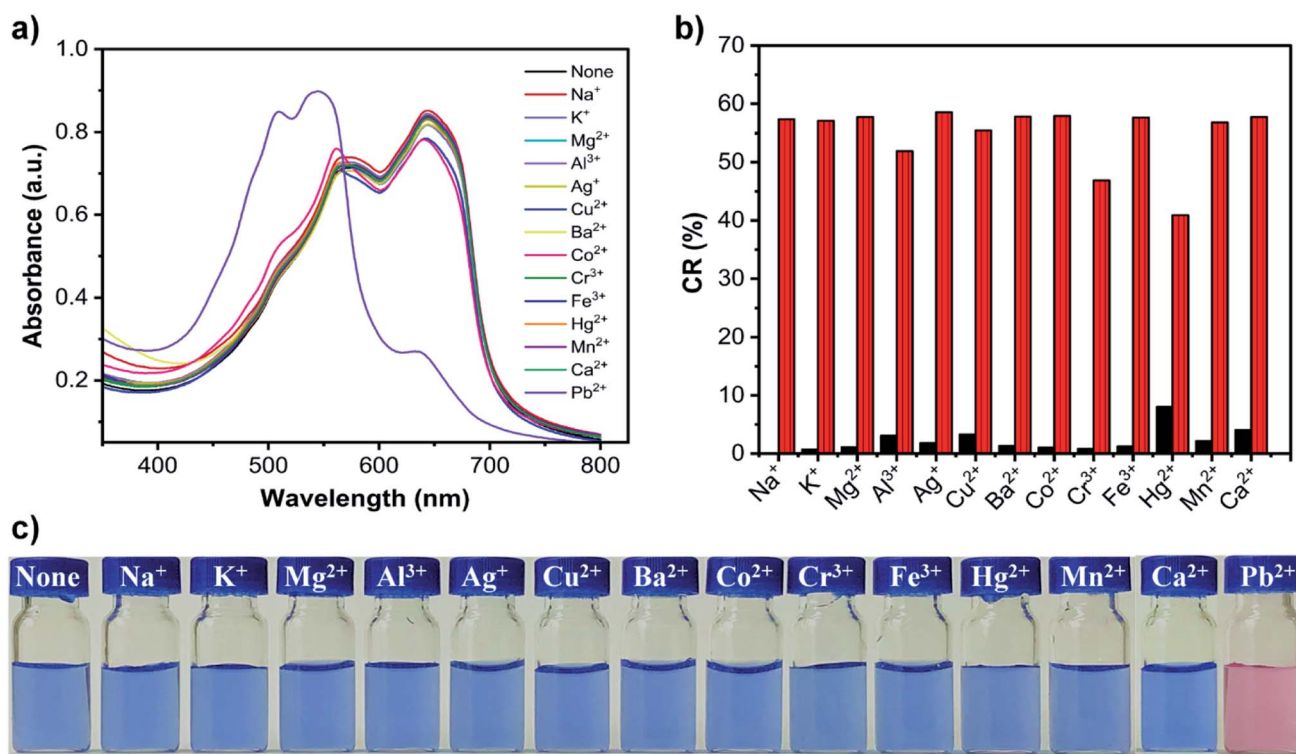 a)
1.0
0.8
0.6
0.4
0.2
Absorbance (a.u.)
400 500 600 700 800
Wavelength (nm)
None
Na⁺
K⁺
Mg²⁺
Al³⁺
Ag⁺
Cu²⁺
Ba²⁺
Co²⁺
Cr³⁺
Fe³⁺
Hg²⁺
Mn²⁺
Ca²⁺
Pb²⁺
b)
70
60
50
40
30
20
10
0
CR (%)
Na⁺ K⁺ Mg²⁺ Al³⁺ Ag⁺ Cu²⁺ Ba²⁺ Co²⁺ Cr³⁺ Fe³⁺ Hg²⁺ Mn²⁺ Ca²⁺
c)
None Na⁺ K⁺ Mg²⁺ Al³⁺ Ag⁺ Cu²⁺ Ba²⁺ Co²⁺ Cr³⁺ Fe³⁺ Hg²⁺ Mn²⁺ Ca²⁺ Pb²⁺